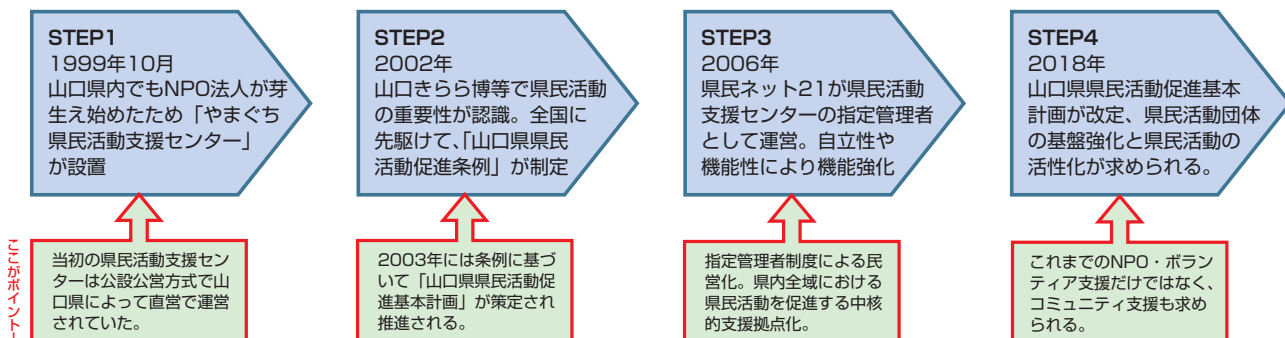 STEP1
1999年10月
山口県内でもNPO法人が芽
生え始めたため「やまぐち
県民活動支援センター」
が設置
STEP2
2002年
山口きらら博等で県民活動
の重要性が認識。全国に
先駆けて、「山口県県民
活動促進条例」が制定
STEP3
2006年
県民ネット21が県民活動
支援センターの指定管理者
として運営。自立性や
機能性により機能強化
STEP4
2018年
山口県県民活動促進基本
計画が改定、県民活動団体
の基盤強化と県民活動の
活性化が求められる。
ここがポイント!
当初の県民活動支援セン
ターは公設公営方式で山
口県によって直営で運営
されていた。
2003年には条例に基づ
いて「山口県県民活動促
進基本計画」が策定され
推進される。
指定管理者制度による民
営化。県内全域における
県民活動を促進する中核
的支援拠点化。
これまでのNPO・ボラン
ティア支援だけではなく、
コミュニティ支援も求め
られる。